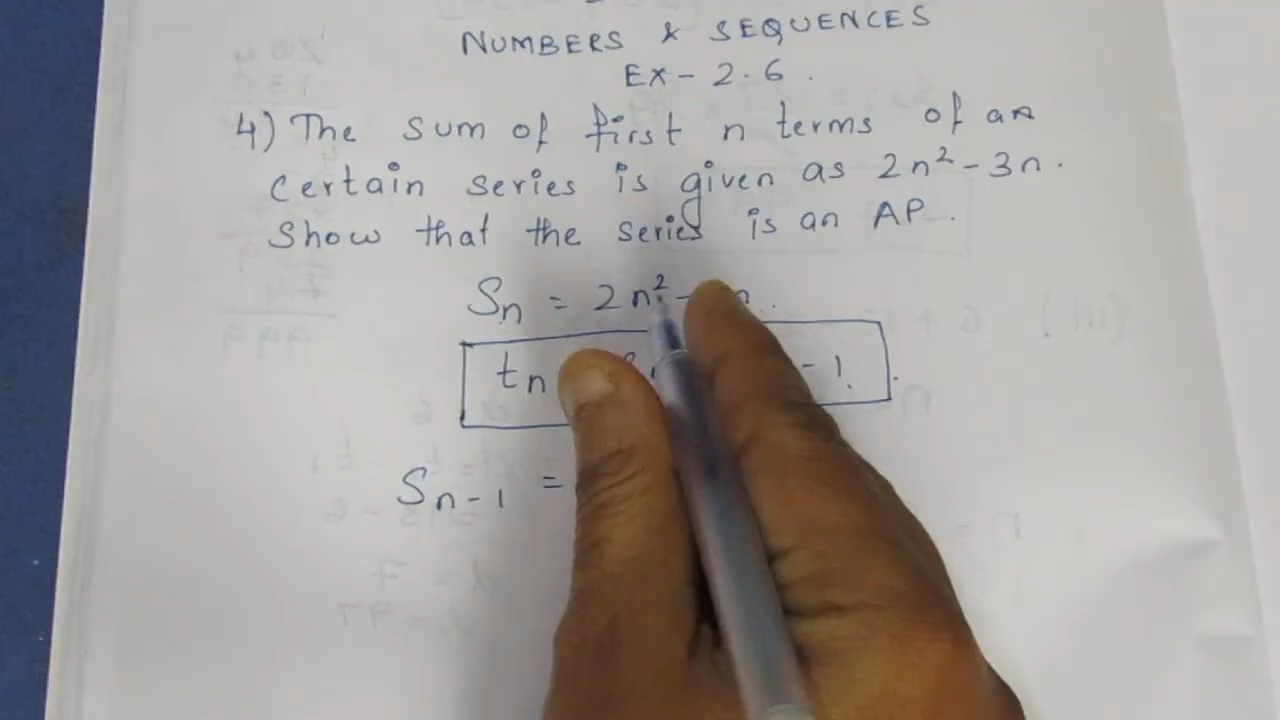 NUMBERS & SEQUENCES
EX - 2.6.
4) The sum of first n terms of an
certain series is given as 2n² - 3n.
Show that the series is an AP.
Sn = 2n² - n.
tn - 1.
Sn-1 =